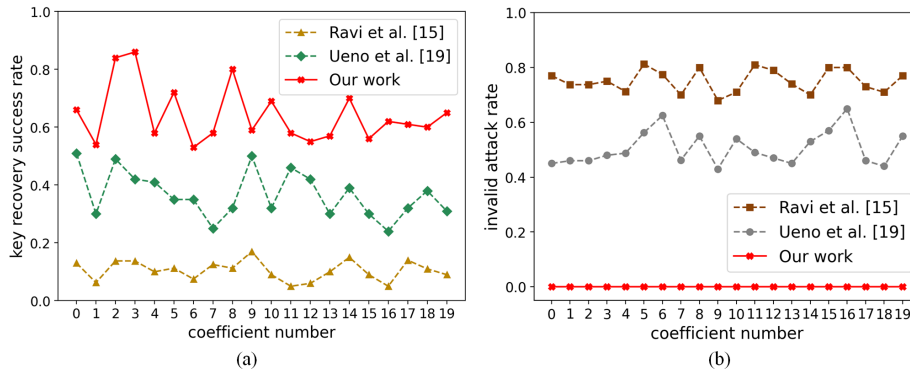 1.0
0.8
0.6
0.4
0.2
0.0
key recovery success rate
Ravi et al. [15]
Ueno et al. [19]
Our work
0 1 2 3 4 5 6 7 8 9 10 11 12 13 14 15 16 17 18 19
coefficient number
(a)
1.0
0.8
0.6
0.4
0.2
0.0
invalid attack rate
Ravi et al. [15]
Ueno et al. [19]
Our work
0 1 2 3 4 5 6 7 8 9 10 11 12 13 14 15 16 17 18 19
coefficient number
(b)